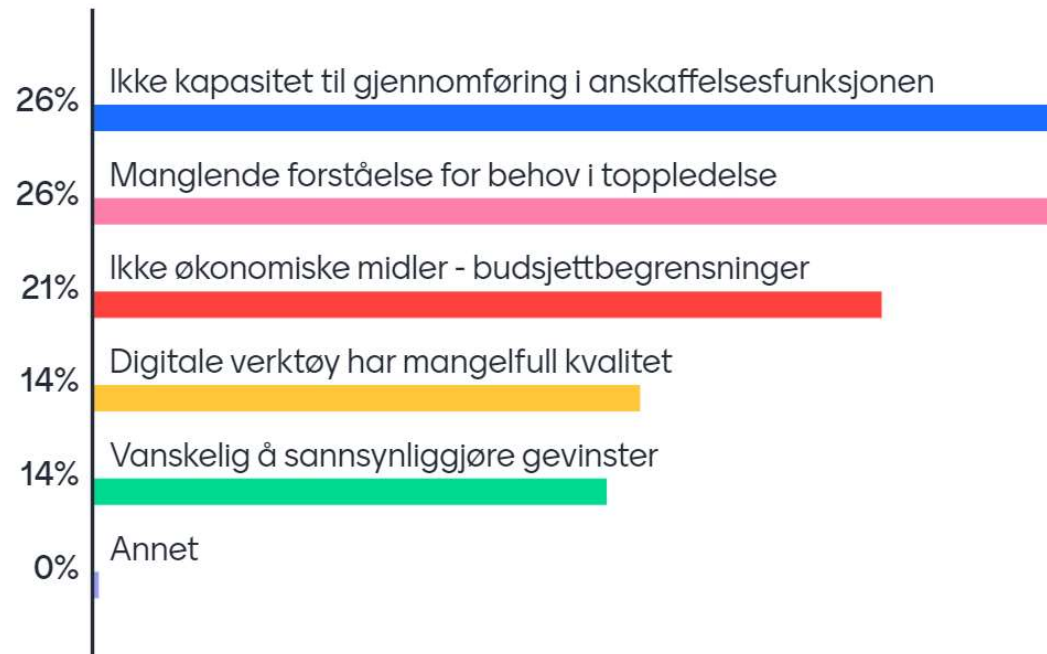 Ikke kapasitet til gjennomføring i anskaffelsesfunksjonen
26%
Manglende forståelse for behov i toppledelse
26%
Ikke økonomiske midler - budsjettbegrensninger
21%
Digitale verktøy har mangelfull kvalitet
14%
Vanskelig å sannsynliggjøre gevinster
14%
Annet
0%